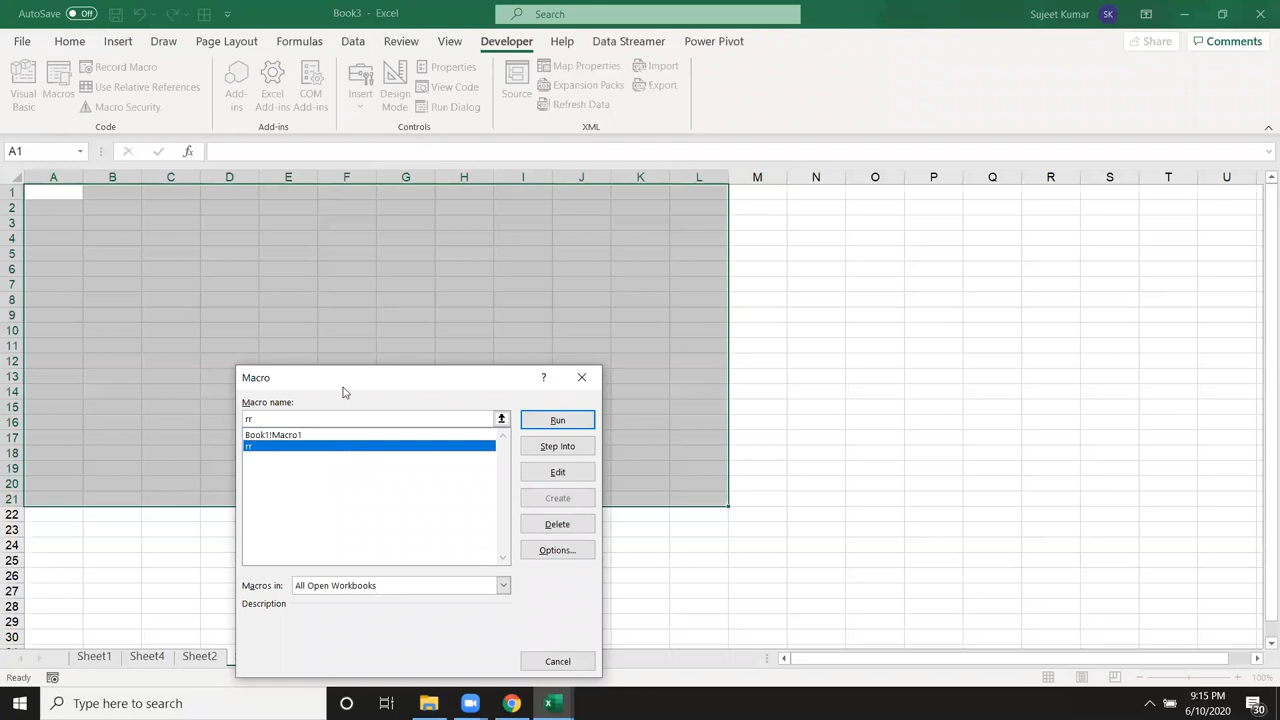 AutoSave Off Book3 - Excel Search Sujeet Kumar SK
File Home Insert Draw Page Layout Formulas Data Review View Developer Help Data Streamer Power Pivot Share Comments
Visual Basic
Macros
Record Macro
Use Relative References
Macro Security
Code
Add-ins
Excel Add-ins
COM Add-ins
Add-ins
Insert
Design Mode
Properties
View Code
Run Dialog
Controls
Source
Map Properties
Expansion Packs
Refresh Data
Import
Export
XML
A1 fx
A B C D E F G H I J K L M N O P Q R S T U
1
2
3
4
5
6
7
8
9
10
11
12
13
14
15
16
17
18
19
20
21
22
23
24
25
26
27
28
29
30
Macro ?
Macro name:
rr Run
Book1!Macro1
rr Step Into
Edit
Create
Delete
Options...
Macros in: All Open Workbooks
Description
Cancel
Sheet1 Sheet4 Sheet2
Ready 100%
Type here to search 9:15 PM
6/10/2020 30